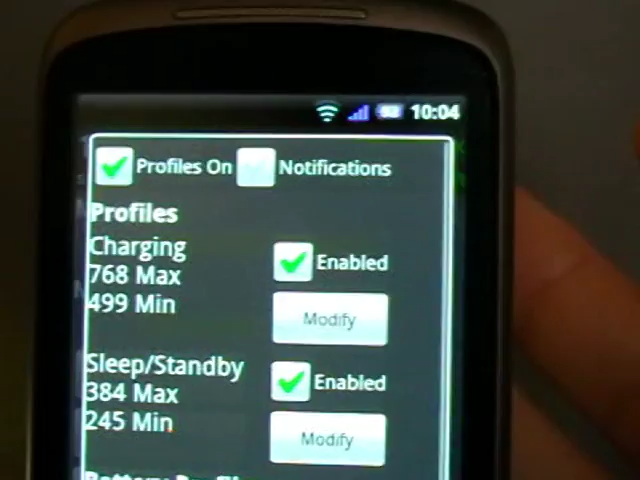 10:04
Profiles On Notifications
Profiles
Charging
768 Max
499 Min
Enabled
Modify
Sleep/Standby
384 Max
245 Min
Enabled
Modify